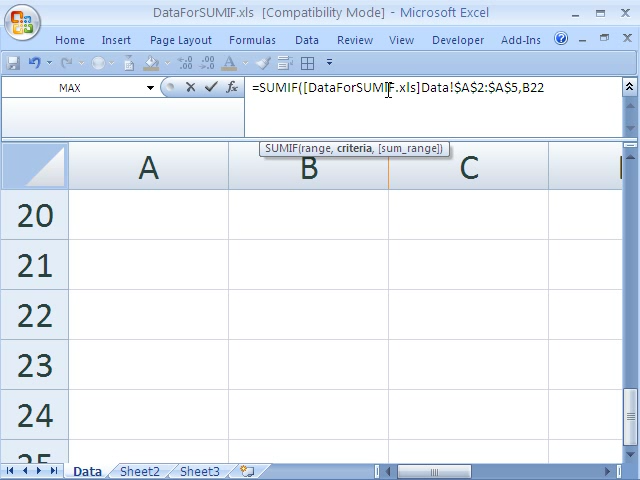 DataForSUMIF.xls [Compatibility Mode] - Microsoft Excel
Home Insert Page Layout Formulas Data Review View Developer Add-Ins
MAX fx =SUMIF([DataForSUMIF.xls]Data!$A$2:$A$5,B22
SUMIF(range, criteria, [sum_range])
A B C
20
21
22
23
24
Data Sheet2 Sheet3